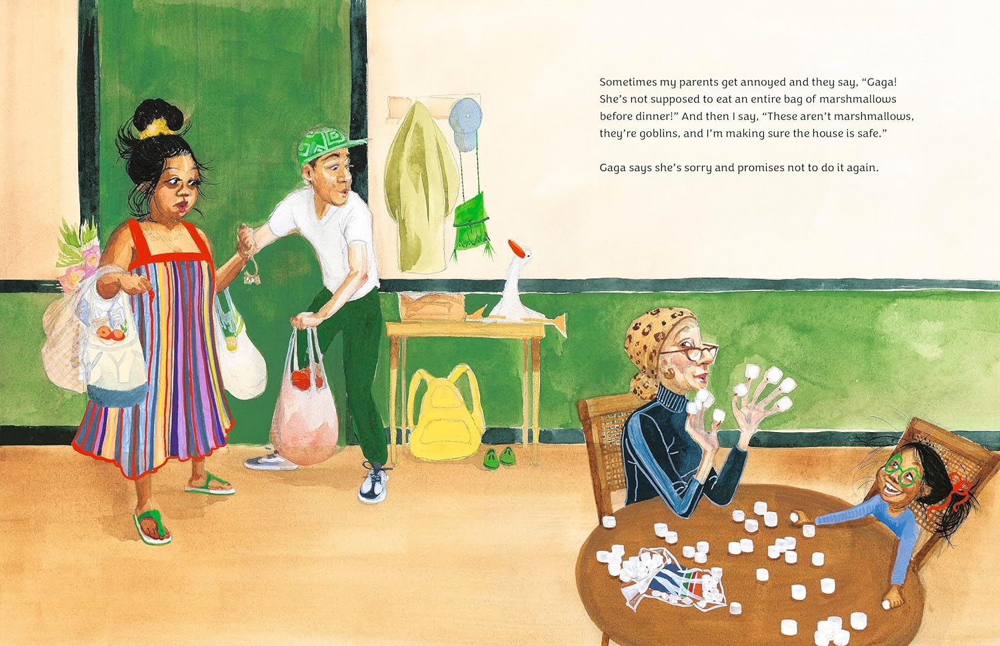 Sometimes my parents get annoyed and they say, “Gaga!
She’s not supposed to eat an entire bag of marshmallows
before dinner!” And then I say, “These aren’t marshmallows,
they’re goblins, and I’m making sure the house is safe.”
Gaga says she’s sorry and promises not to do it again.